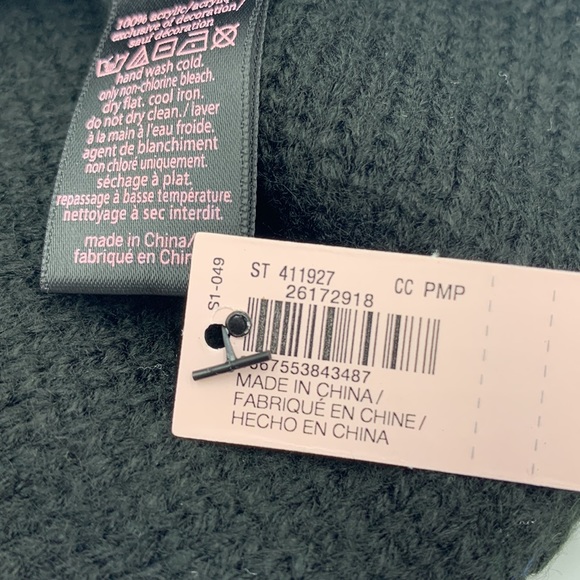 100% acrylic/acrylic
exclusive of decoration/
sauf décoration
hand wash cold.
only non-chlorine bleach.
dry flat. cool iron.
do not dry clean./ laver
à la main à l'eau froide.
agent de blanchiment
non chloré uniquement.
séchage à plat.
repassage à basse température.
nettoyage à sec interdit.
made in China/
fabriqué en
S1-049
ST 411927 CC PMP
26172918
667553843487
MADE IN CHINA/
FABRIQUÉ EN CHINE/
HECHO EN CHINA